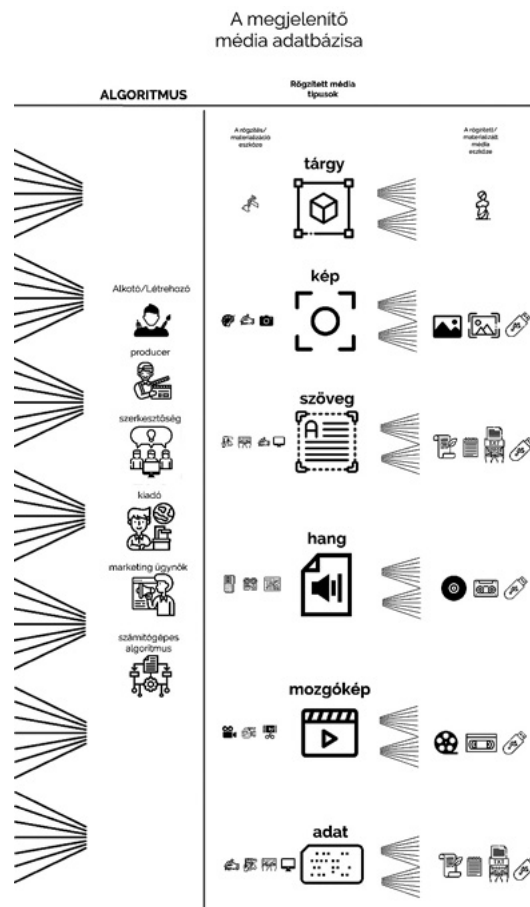 A megjelenítő
média adatbázisa
ALGORITMUS
Rögzített média
típusok
A rögzítés/
materializáció
eszköze
A rögzített/
materializált
média
eszköze
tárgy
kép
Alkotó/Létrehozó
producer
szöveg
szerkesztőség
kiadó
hang
marketing ügynök
számítógépes
algoritmus
mozgókép
adat